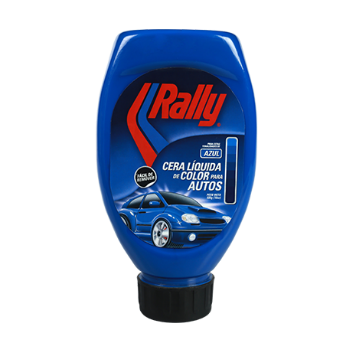 Rally
AZUL
CERA LÍQUIDA
DE COLOR PARA
AUTOS
FÁCIL DE
REMOVER